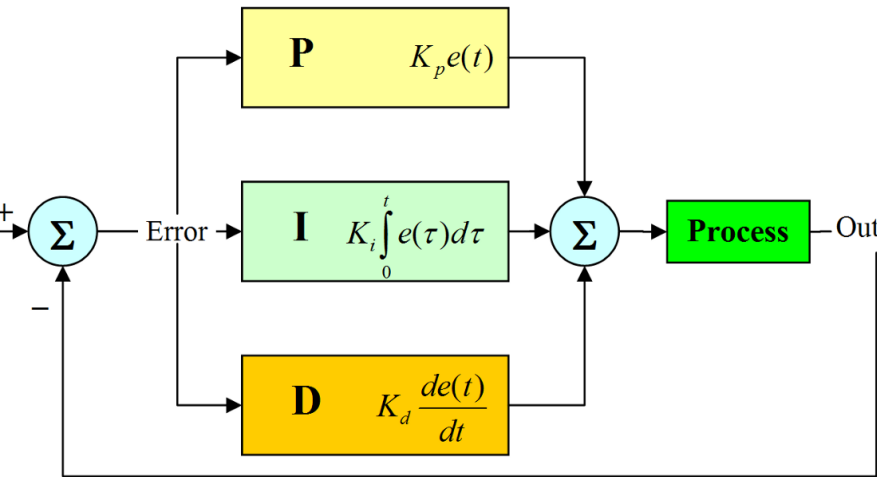 P K_p e(t)
+
Σ
Error
I K_i ∫_0^t e(τ)dτ
Σ
Process
Out
−
D K_d de(t)/dt